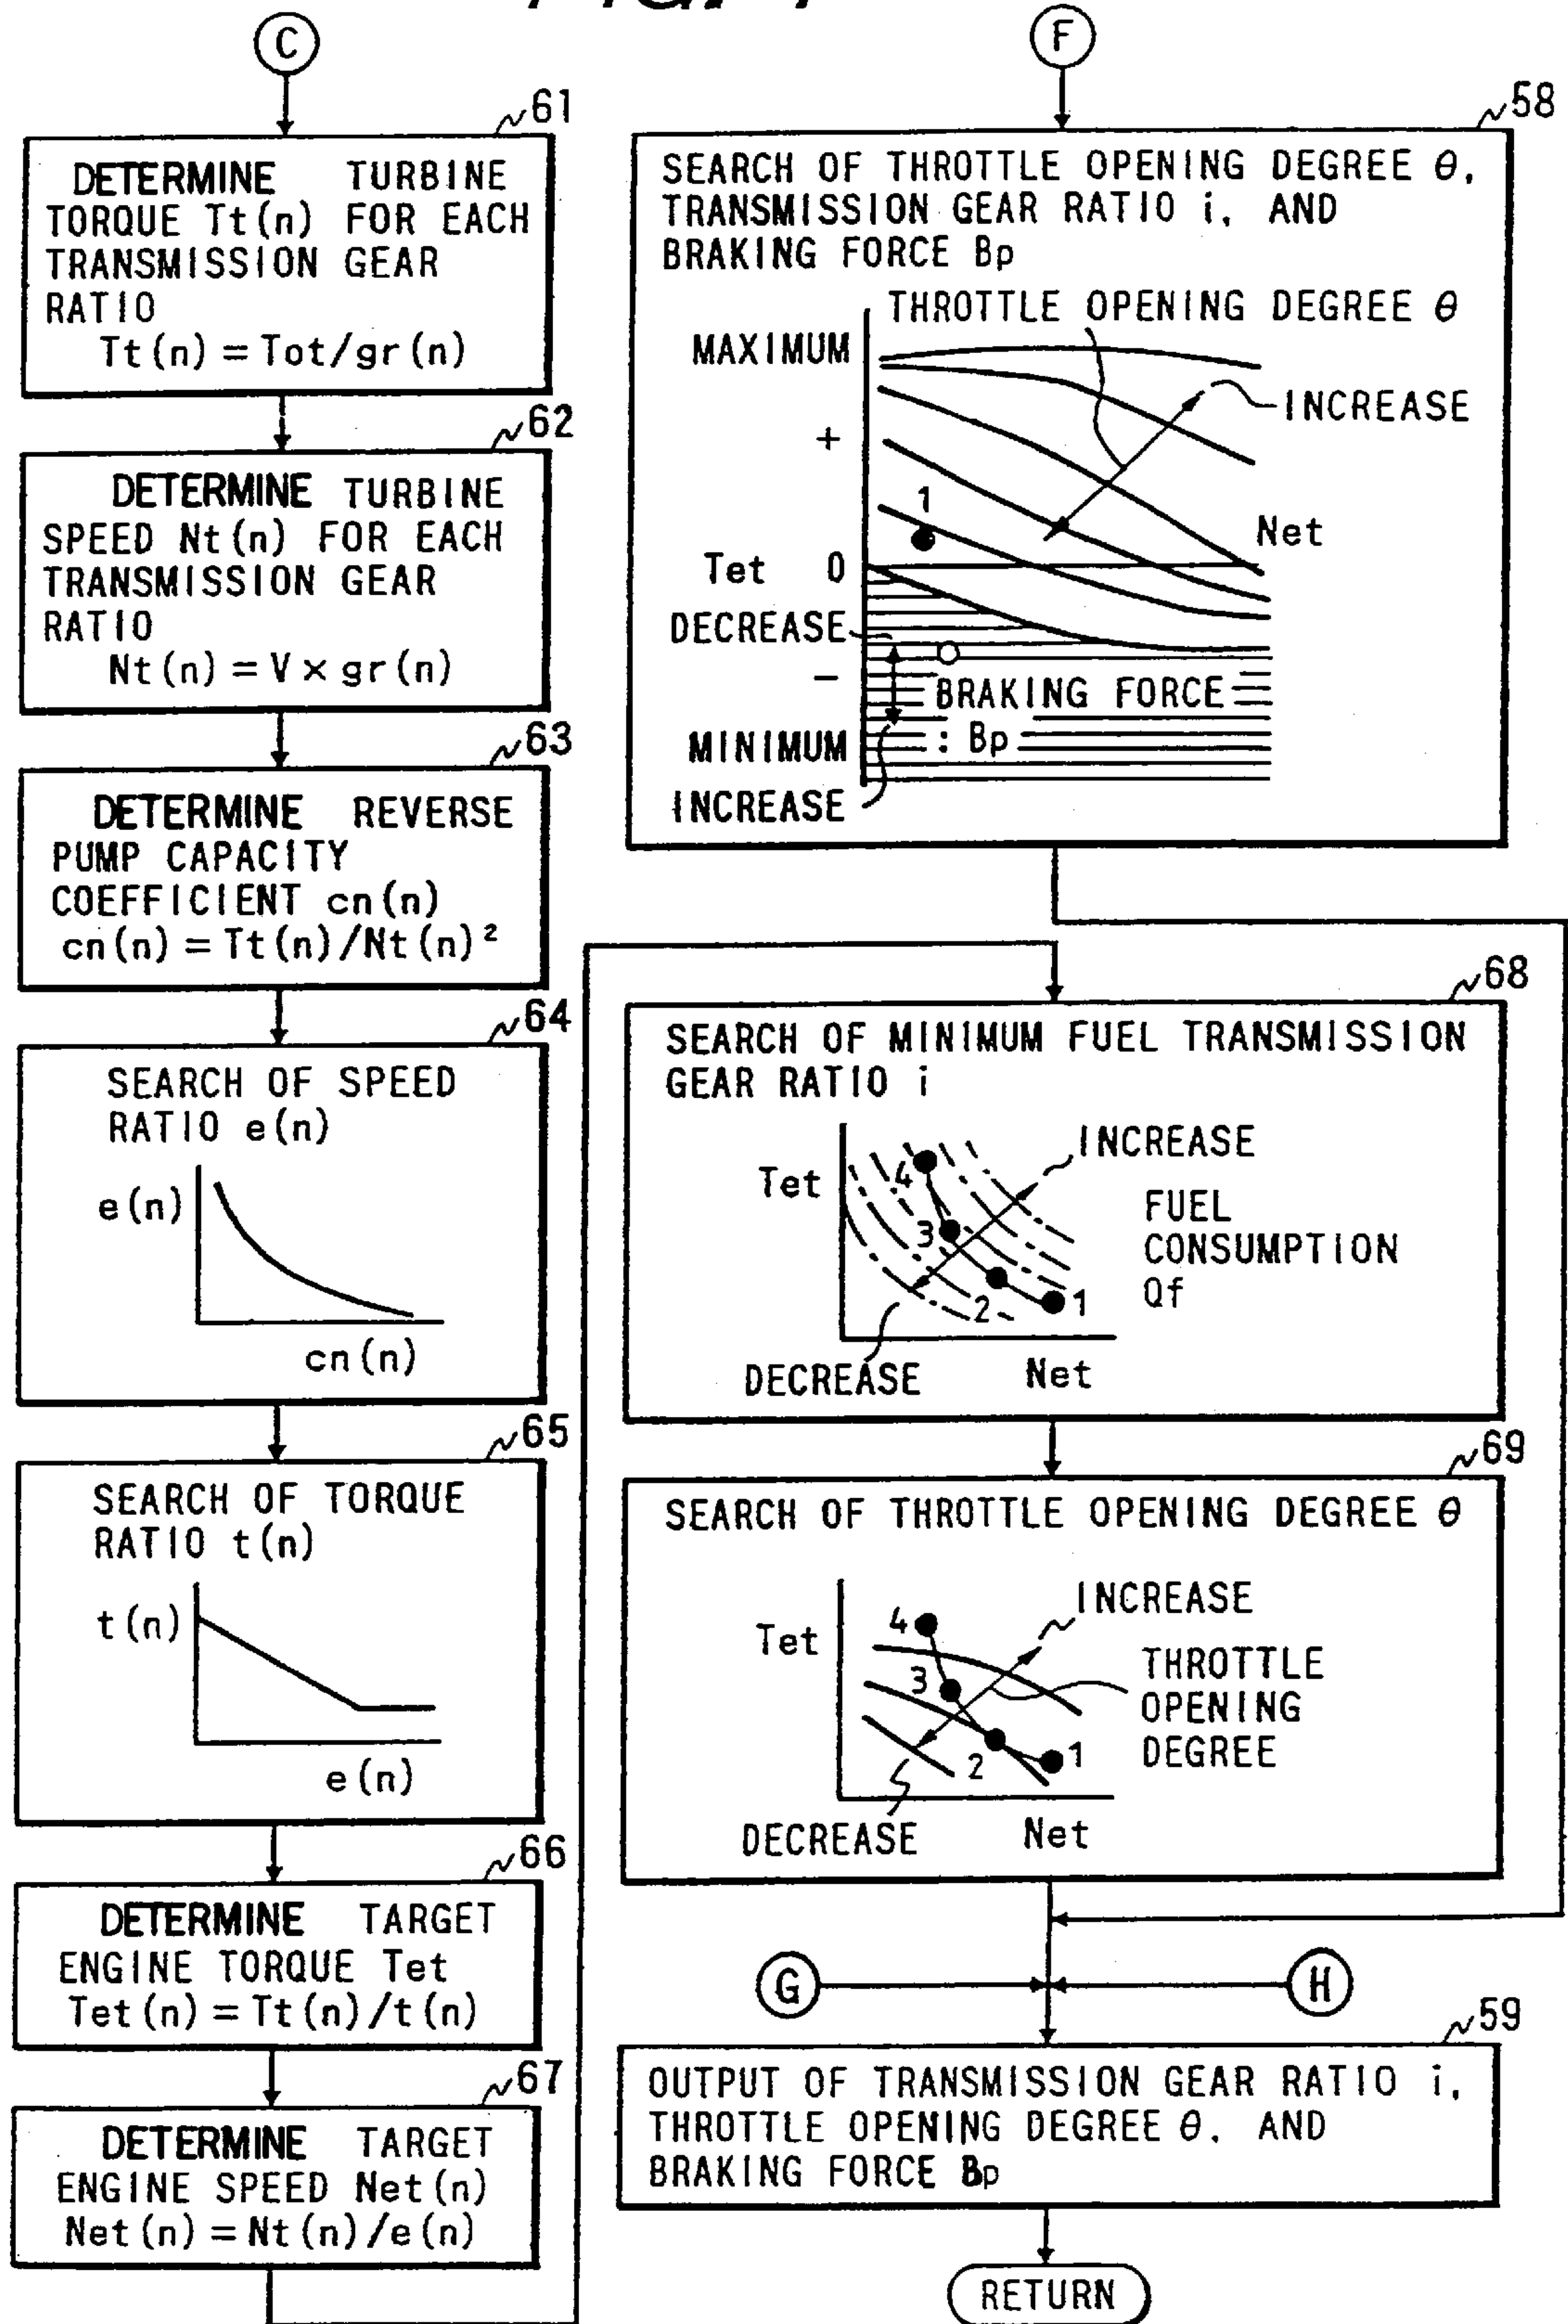 C
61
DETERMINE TURBINE
TORQUE Tt(n) FOR EACH
TRANSMISSION GEAR
RATIO
Tt(n) = Tot/gr(n)
62
DETERMINE TURBINE
SPEED Nt(n) FOR EACH
TRANSMISSION GEAR
RATIO
Nt(n) = V × gr(n)
63
DETERMINE REVERSE
PUMP CAPACITY
COEFFICIENT cn(n)
cn(n) = Tt(n)/Nt(n)²
64
SEARCH OF SPEED
RATIO e(n)
e(n)
cn(n)
65
SEARCH OF TORQUE
RATIO t(n)
t(n)
e(n)
66
DETERMINE TARGET
ENGINE TORQUE Tet
Tet(n) = Tt(n)/t(n)
67
DETERMINE TARGET
ENGINE SPEED Net(n)
Net(n) = Nt(n)/e(n)
F
58
SEARCH OF THROTTLE OPENING DEGREE θ,
TRANSMISSION GEAR RATIO i, AND
BRAKING FORCE Bp
THROTTLE OPENING DEGREE θ
MAXIMUM
INCREASE
+
1
Net
Tet 0
DECREASE
−
BRAKING FORCE
: Bp
MINIMUM
INCREASE
68
SEARCH OF MINIMUM FUEL TRANSMISSION
GEAR RATIO i
INCREASE
Tet
4
FUEL
CONSUMPTION
Qf
3
2
1
DECREASE
Net
69
SEARCH OF THROTTLE OPENING DEGREE θ
INCREASE
Tet
4
THROTTLE
OPENING
DEGREE
3
2
1
DECREASE
Net
G
H
59
OUTPUT OF TRANSMISSION GEAR RATIO i,
THROTTLE OPENING DEGREE θ, AND
BRAKING FORCE Bp
RETURN